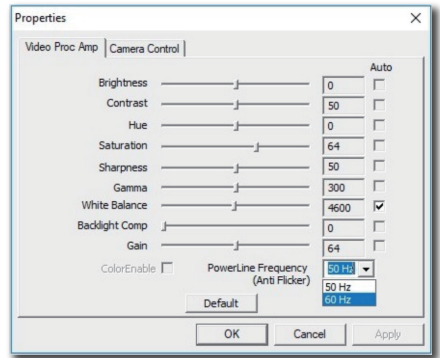 Properties
Video Proc Amp Camera Control
Auto
Brightness 0
Contrast 50
Hue 0
Saturation 64
Sharpness 50
Gamma 300
White Balance 4600
Backlight Comp 0
Gain 64
ColorEnable PowerLine Frequency 50 Hz
(Anti Flicker)
50 Hz
60 Hz
Default
OK Cancel Apply